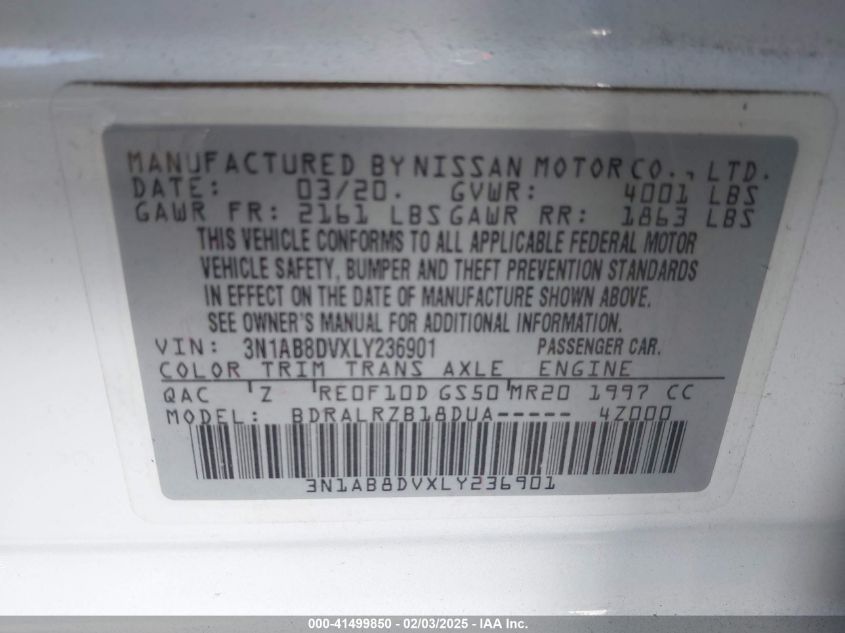 MANUFACTURED BY NISSAN MOTOR CO., LTD.
DATE: 03/20. GVWR: 4001 LBS
GAWR FR: 2161 LBS GAWR RR: 1863 LBS
THIS VEHICLE CONFORMS TO ALL APPLICABLE FEDERAL MOTOR
VEHICLE SAFETY, BUMPER AND THEFT PREVENTION STANDARDS
IN EFFECT ON THE DATE OF MANUFACTURE SHOWN ABOVE.
SEE OWNER'S MANUAL FOR ADDITIONAL INFORMATION.
VIN: 3N1AB8DVXLY236901 PASSENGER CAR.
COLOR TRIM TRANS AXLE ENGINE
QAC Z RE0F10D GS50 MR20 1997 CC
MODEL: BDRALRZB18DUA----- 4Z000
3N1AB8DVXLY236901
000-41499850 - 02/03/2025 - IAA Inc.